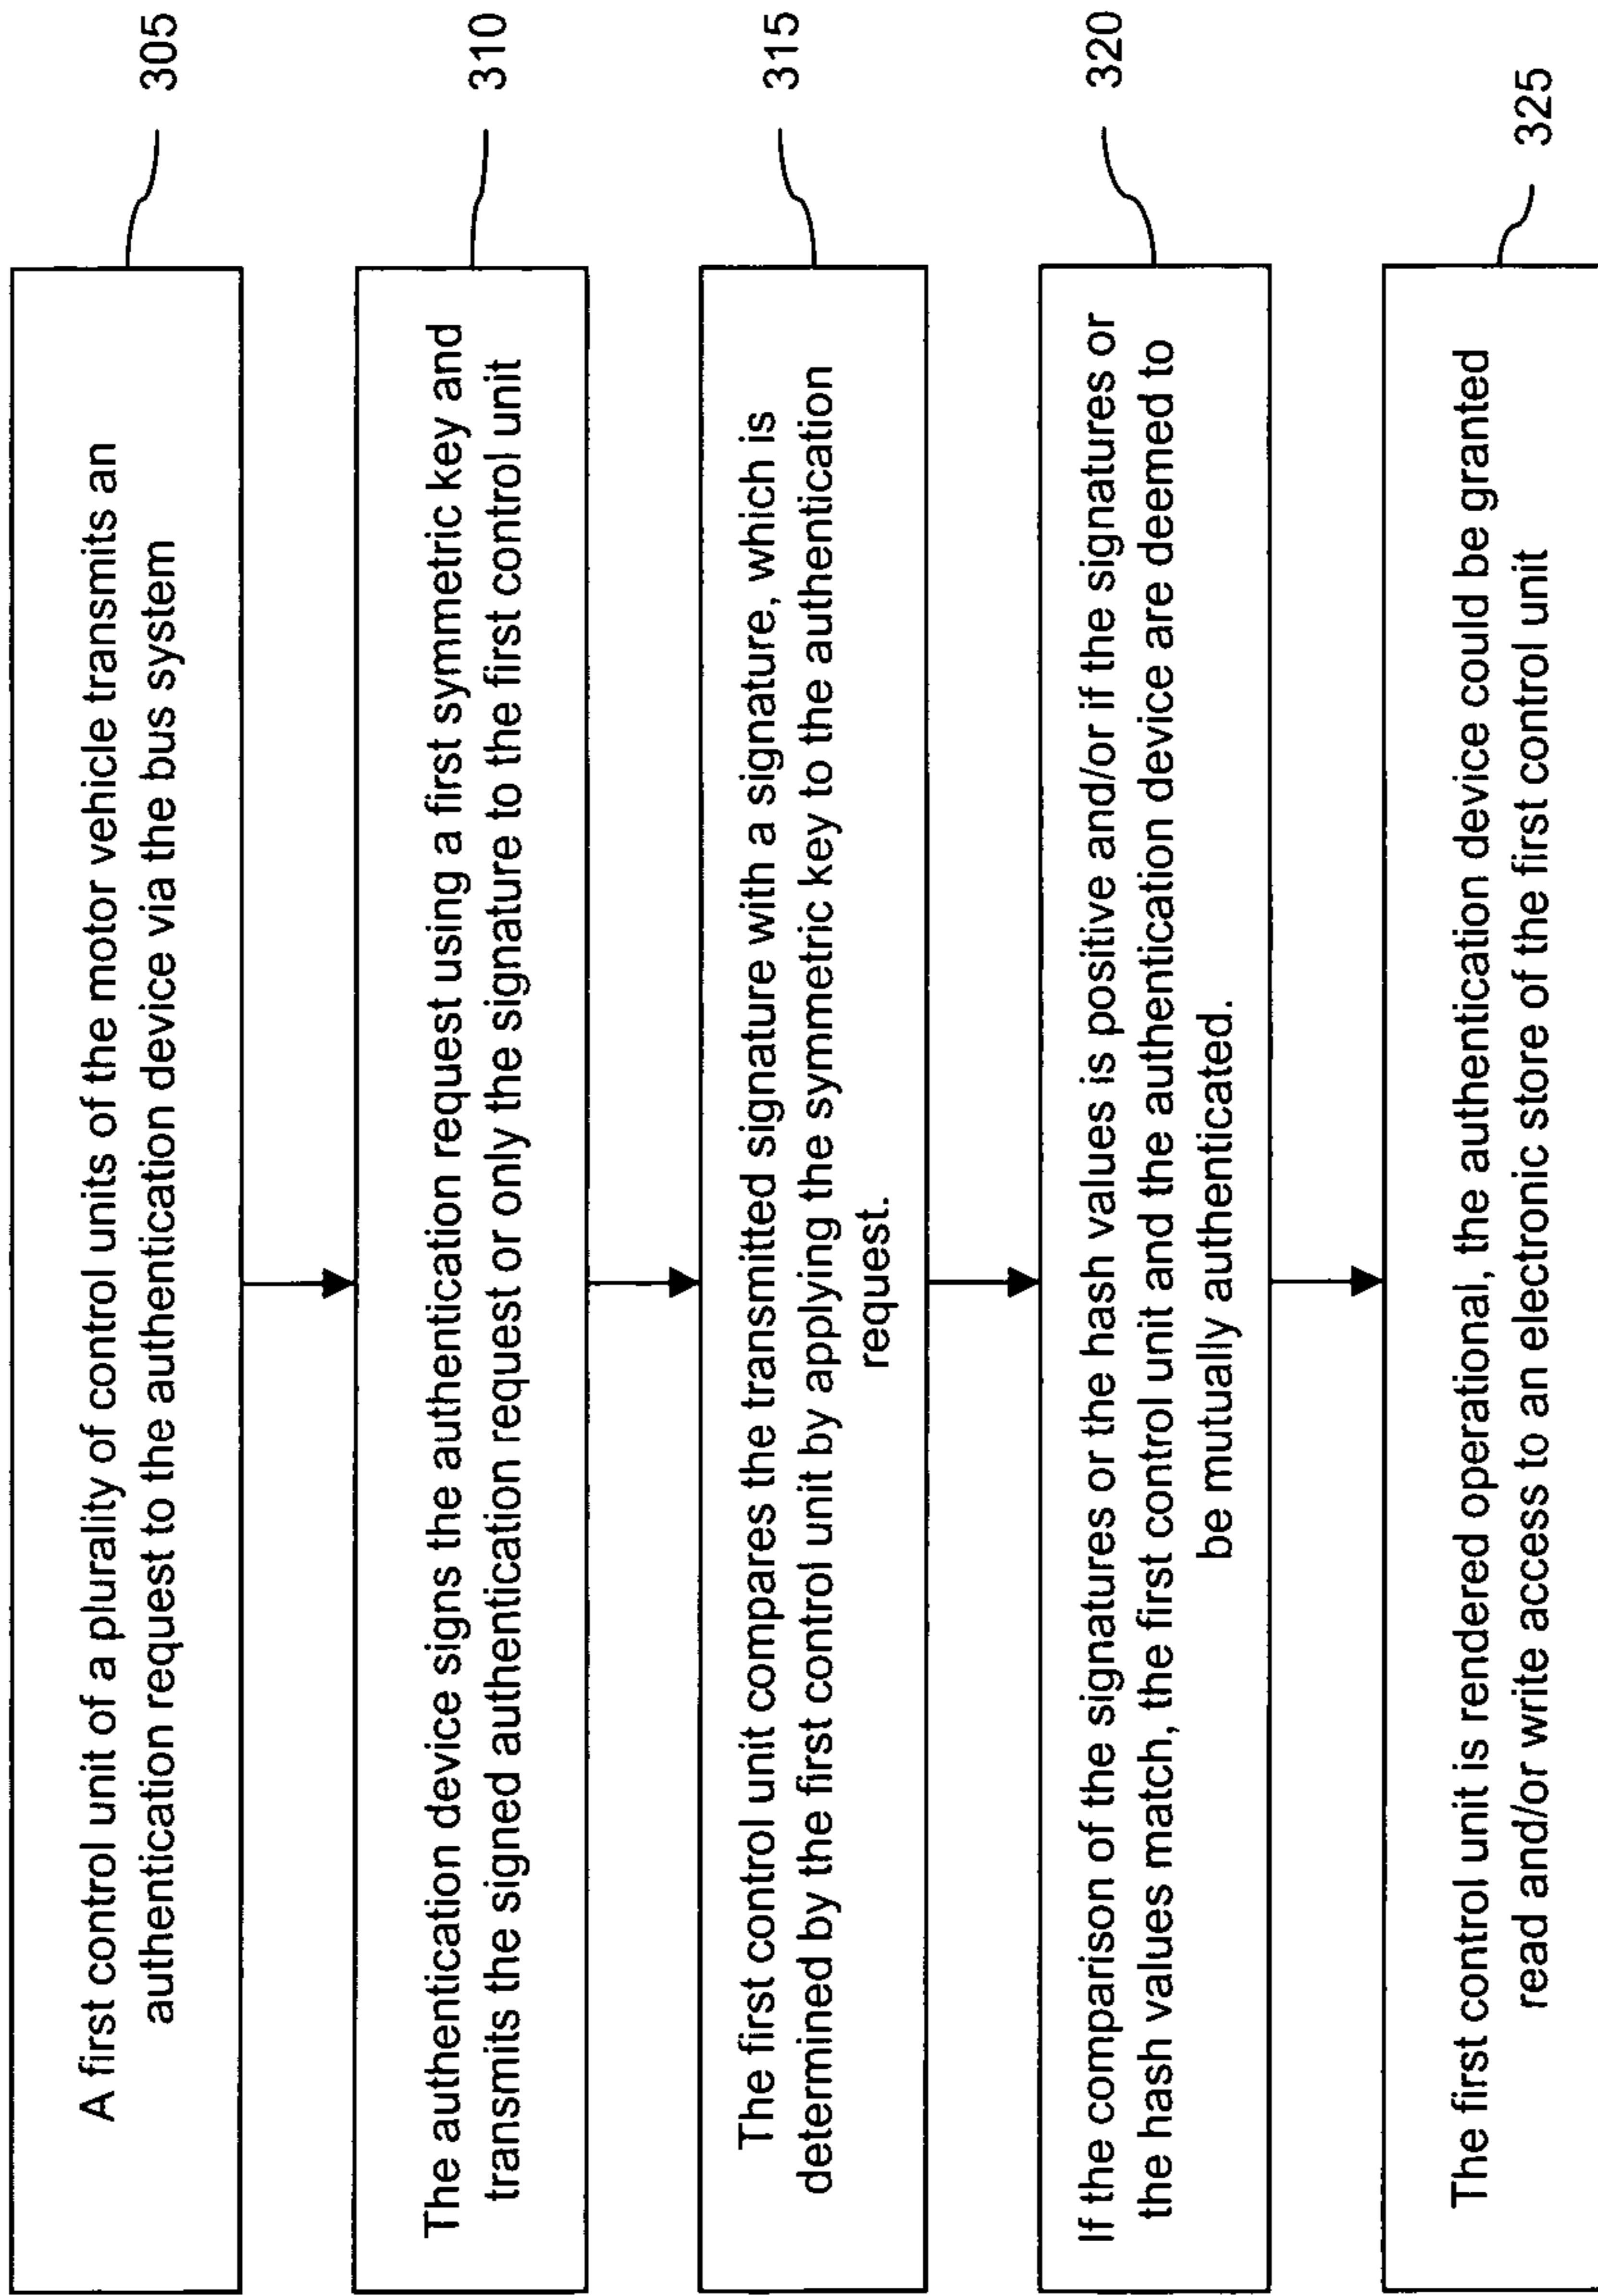 A first control unit of a plurality of control units of the motor vehicle transmits an
authentication request to the authentication device via the bus system
305
The authentication device signs the authentication request using a first symmetric key and
transmits the signed authentication request or only the signature to the first control unit
310
The first control unit compares the transmitted signature with a signature, which is
determined by the first control unit by applying the symmetric key to the authentication
request.
315
If the comparison of the signatures or the hash values is positive and/or if the signatures or
the hash values match, the first control unit and the authentication device are deemed to
be mutually authenticated.
320
The first control unit is rendered operational, the authentication device could be granted
read and/or write access to an electronic store of the first control unit
325